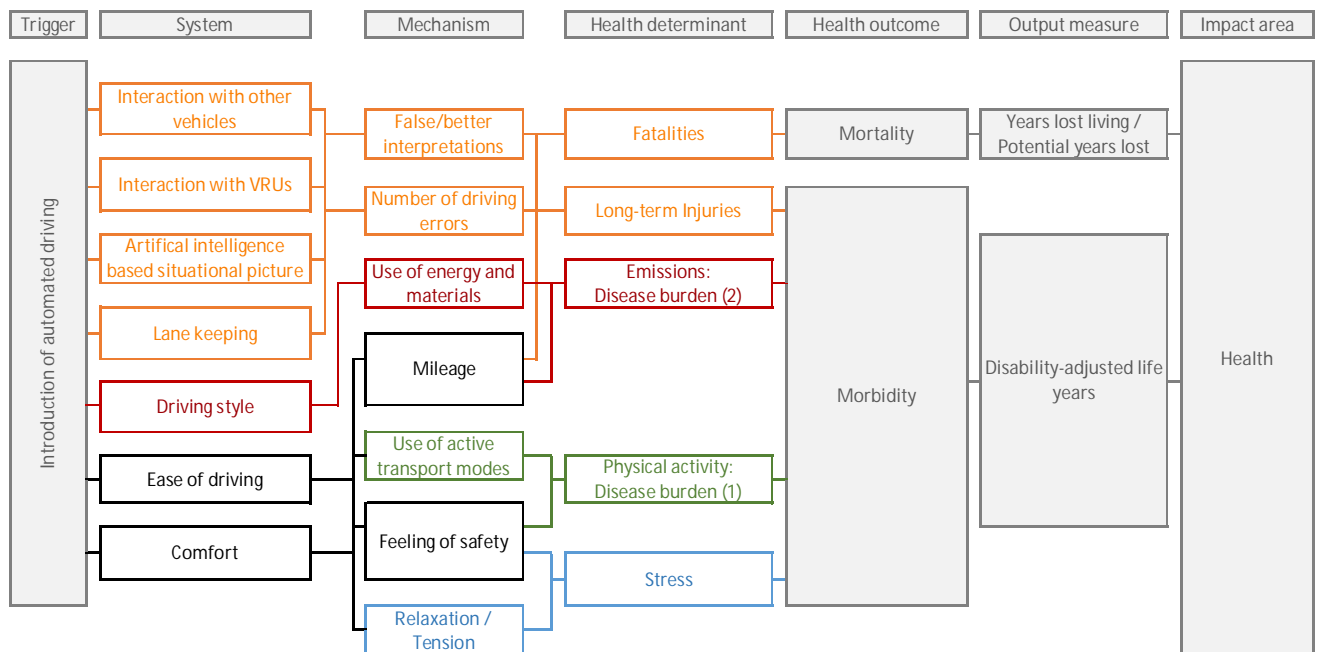 Trigger
System
Mechanism
Health determinant
Health outcome
Output measure
Impact area
Introduction of automated driving
Interaction with other
vehicles
Interaction with VRUs
Artifical intelligence
based situational picture
Lane keeping
Driving style
Ease of driving
Comfort
False/better
interpretations
Number of driving
errors
Use of energy and
materials
Mileage
Use of active
transport modes
Feeling of safety
Relaxation /
Tension
Fatalities
Long-term Injuries
Emissions:
Disease burden (2)
Physical activity:
Disease burden (1)
Stress
Mortality
Morbidity
Years lost living /
Potential years lost
Disability-adjusted life
years
Health